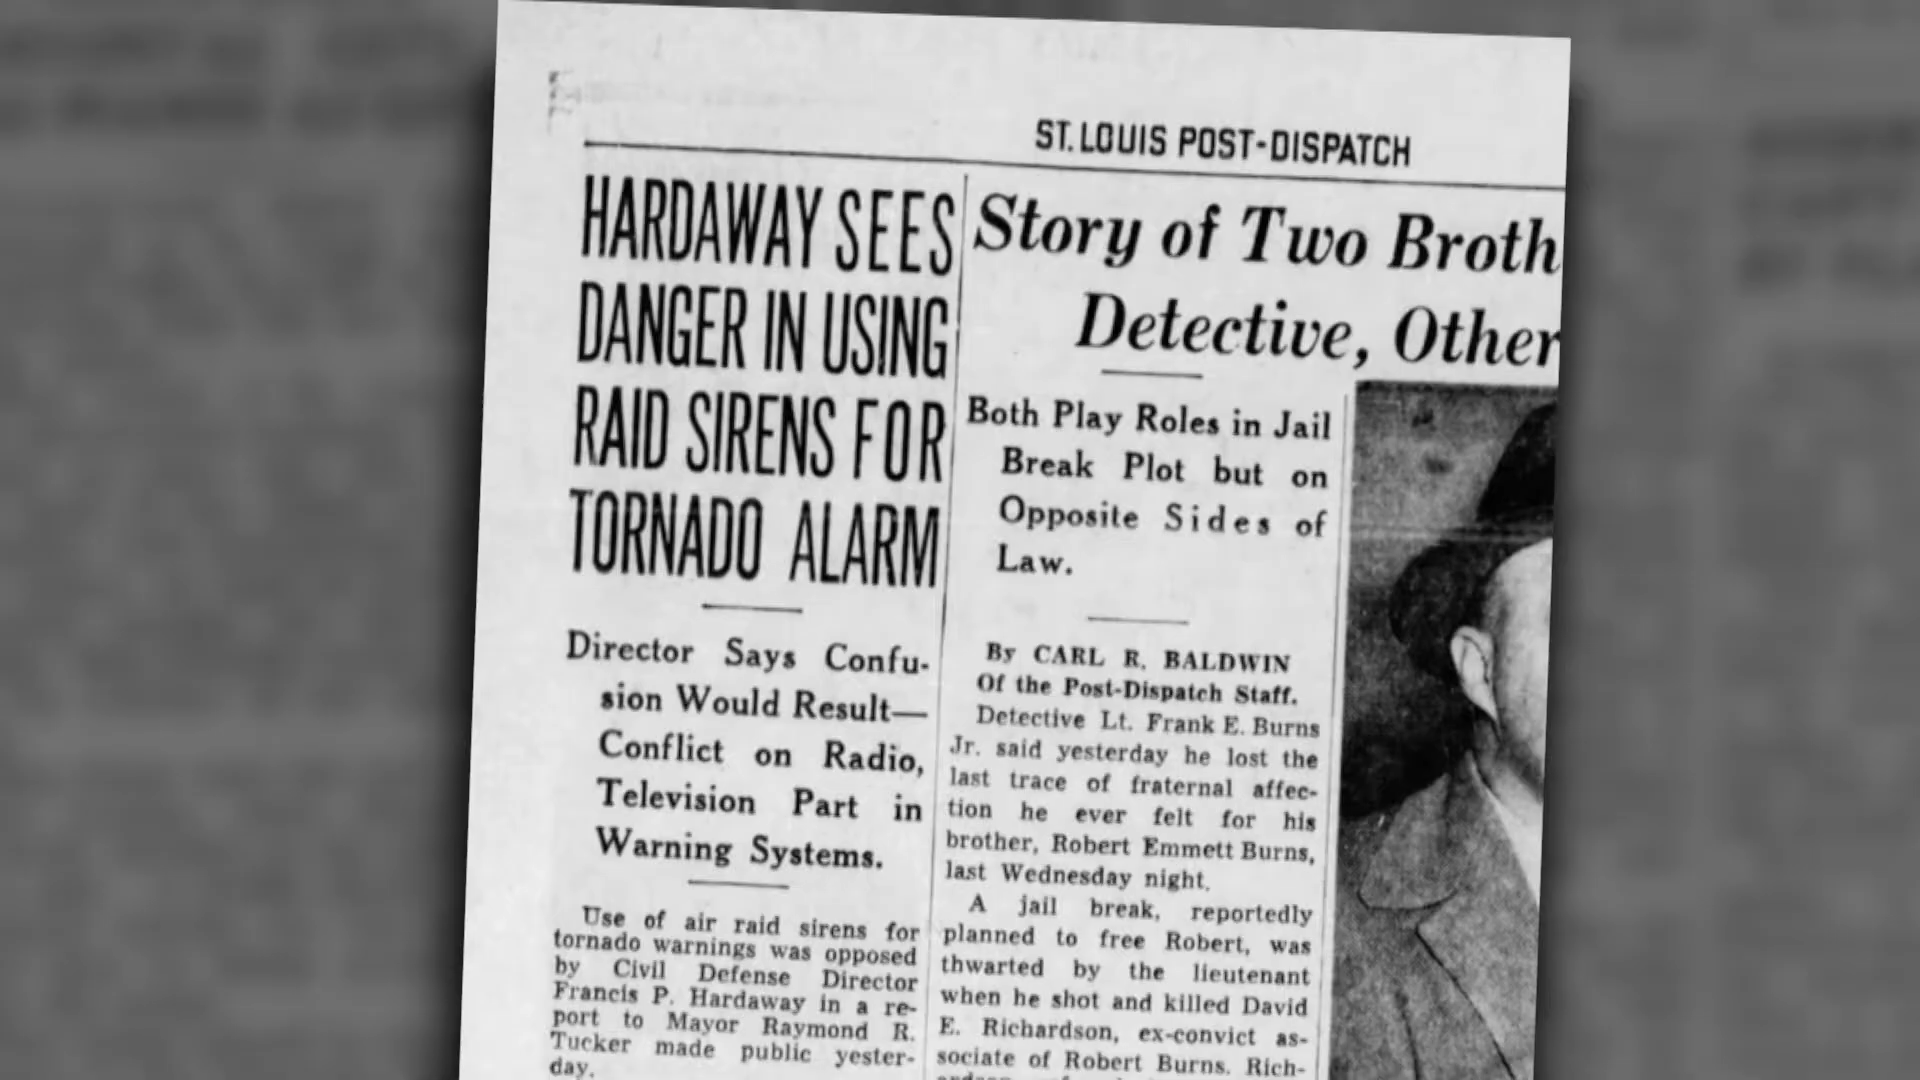 ST. LOUIS POST-DISPATCH
HARDAWAY SEES
DANGER IN USING
RAID SIRENS FOR
TORNADO ALARM
Director Says Confu-
sion Would Result—
Conflict on Radio,
Television Part in
Warning Systems.
Use of air raid sirens for
tornado warnings was opposed
by Civil Defense Director
Francis P. Hardaway in a re-
port to Mayor Raymond R.
Tucker made public yester-
day.
Story of Two Broth
Detective, Other
Both Play Roles in Jail
Break Plot but on
Opposite Sides of
Law.
By CARL R. BALDWIN
Of the Post-Dispatch Staff.
Detective Lt. Frank E. Burns
Jr. said yesterday he lost the
last trace of fraternal affec-
tion he ever felt for his
brother, Robert Emmett Burns,
last Wednesday night.
A jail break, reportedly
planned to free Robert, was
thwarted by the lieutenant
when he shot and killed David
E. Richardson, ex-convict as-
sociate of Robert Burns. Rich-